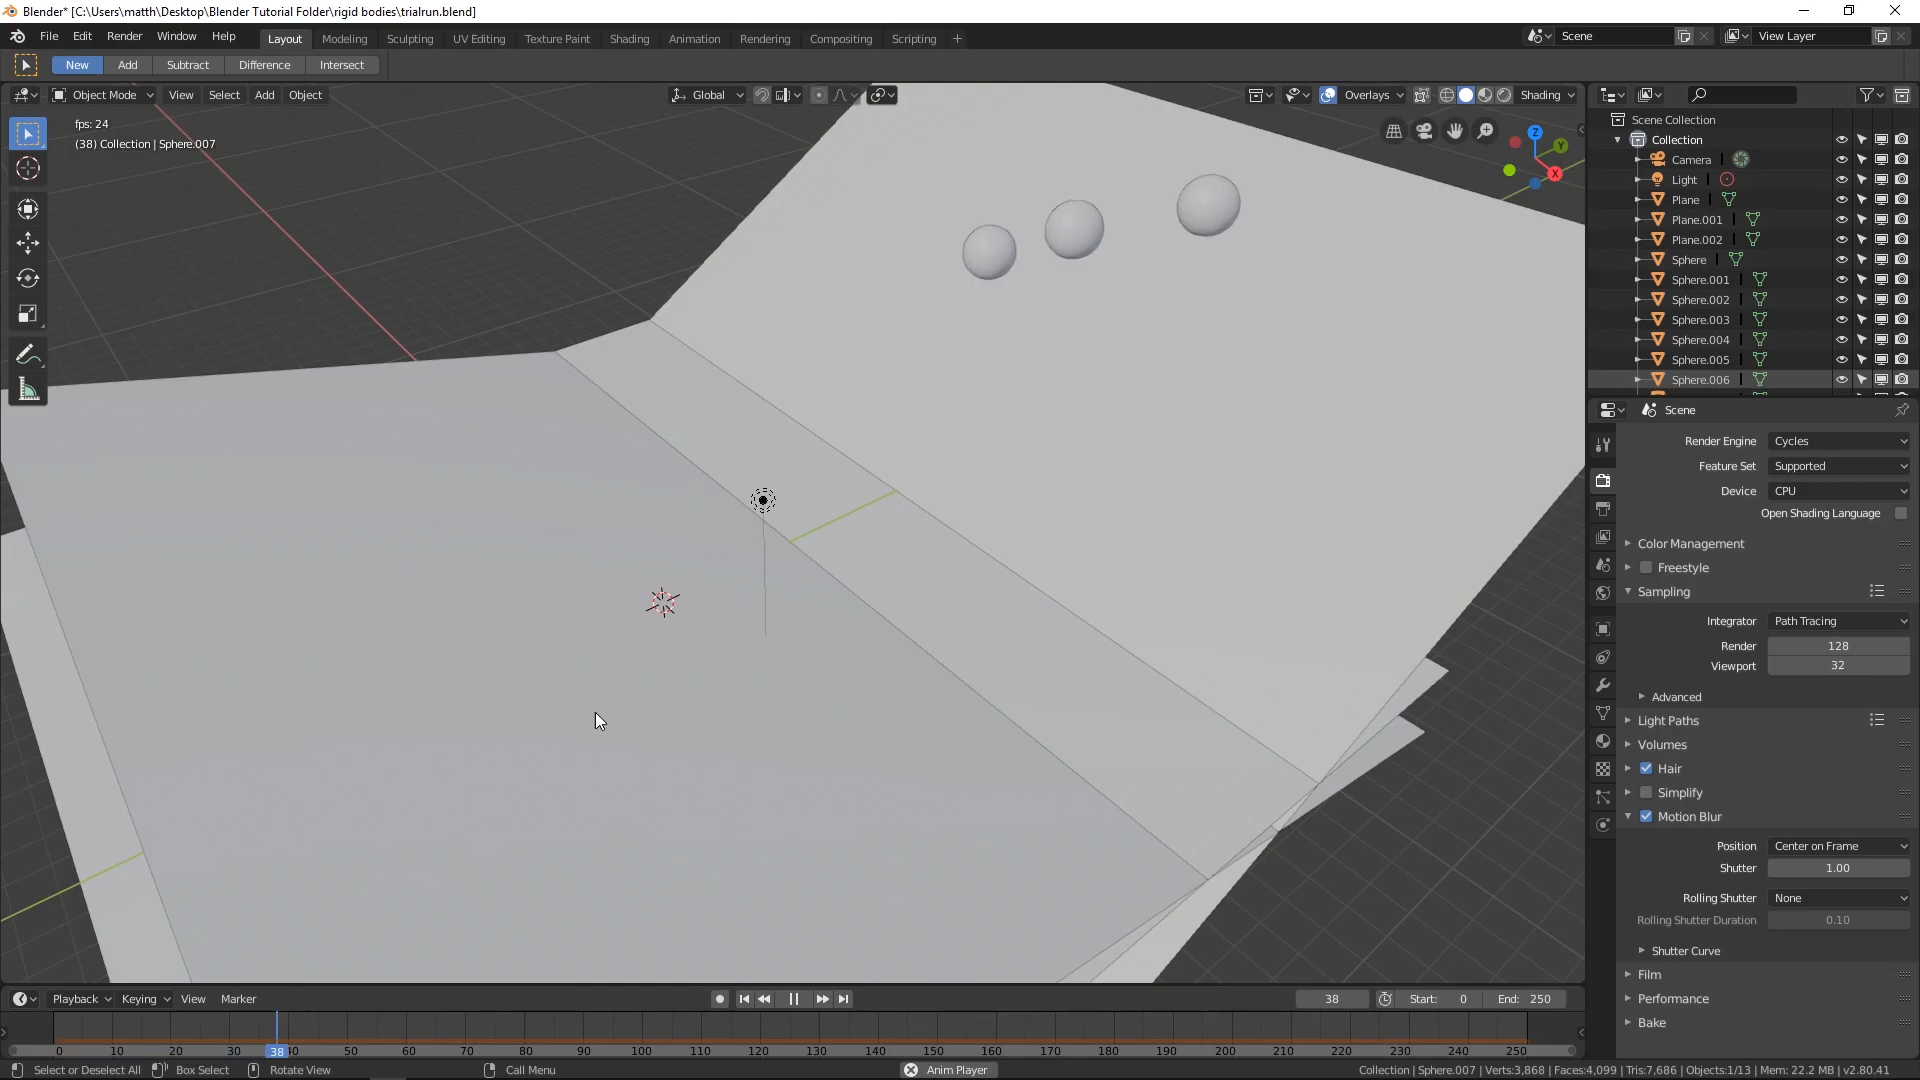 Blender* [C:\Users\matth\Desktop\Blender Tutorial Folder\rigid bodies\trialrun.blend]
File Edit Render Window Help Layout Modeling Sculpting UV Editing Texture Paint Shading Animation Rendering Compositing Scripting + Scene View Layer
New Add Subtract Difference Intersect
Object Mode View Select Add Object Global Overlays Shading
fps: 24
(38) Collection | Sphere.007
Z
Y
X
Scene Collection
Collection
Camera
Light
Plane
Plane.001
Plane.002
Sphere
Sphere.001
Sphere.002
Sphere.003
Sphere.004
Sphere.005
Sphere.006
Scene
Render Engine Cycles
Feature Set Supported
Device CPU
Open Shading Language
Color Management
Freestyle
Sampling
Integrator Path Tracing
Render 128
Viewport 32
Advanced
Light Paths
Volumes
Hair
Simplify
Motion Blur
Position Center on Frame
Shutter 1.00
Rolling Shutter None
Rolling Shutter Duration 0.10
Shutter Curve
Film
Performance
Bake
Playback Keying View Marker 38 Start: 0 End: 250
0 10 20 30 38 40 50 60 70 80 90 100 110 120 130 140 150 160 170 180 190 200 210 220 230 240 250
Select or Deselect All Box Select Rotate View Call Menu Anim Player Collection | Sphere.007 | Verts:3,868 | Faces:4,099 | Tris:7,686 | Objects:1/13 | Mem: 22.2 MB | v2.80.41